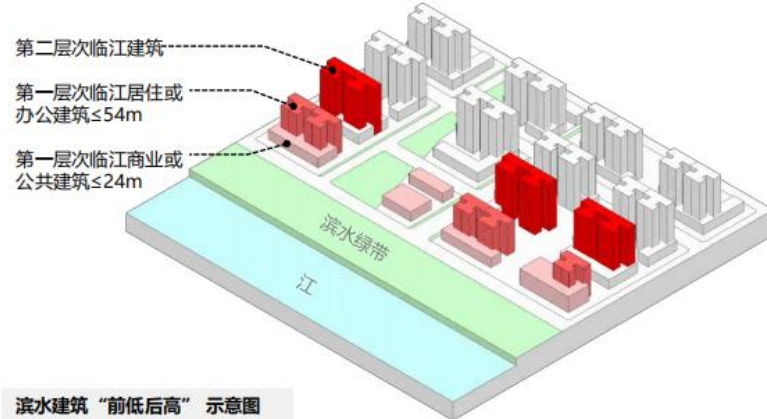 第二层次临江建筑
第一层次临江居住或
办公建筑≤54m
第一层次临江商业或
公共建筑≤24m
滨水绿带
江
滨水建筑“前低后高” 示意图